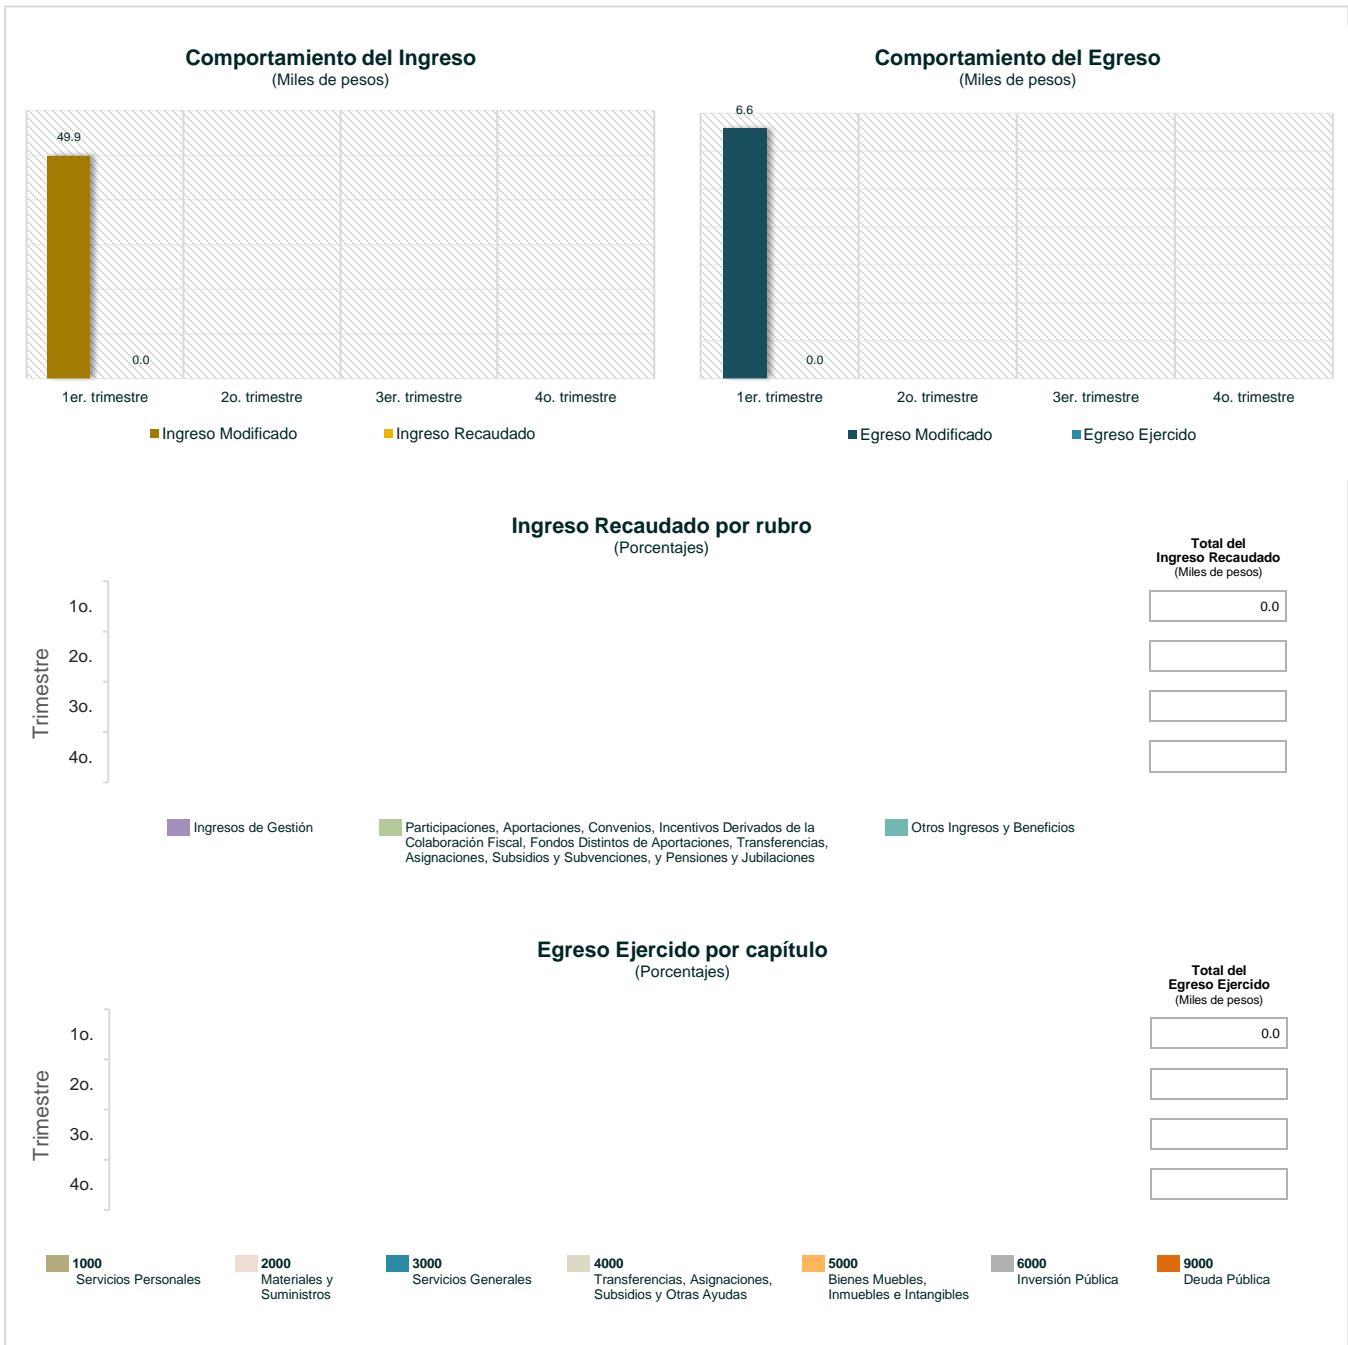 Comportamiento del Ingreso
(Miles de pesos)
49.9
0.0
1er. trimestre
2o. trimestre
3er. trimestre
4o. trimestre
Ingreso Modificado
Ingreso Recaudado
Comportamiento del Egreso
(Miles de pesos)
6.6
0.0
1er. trimestre
2o. trimestre
3er. trimestre
4o. trimestre
Egreso Modificado
Egreso Ejercido
Ingreso Recaudado por rubro
(Porcentajes)
Total del
Ingreso Recaudado
(Miles de pesos)
Trimestre
1o.
0.0
2o.
3o.
4o.
Ingresos de Gestión
Participaciones, Aportaciones, Convenios, Incentivos Derivados de la
Colaboración Fiscal, Fondos Distintos de Aportaciones, Transferencias,
Asignaciones, Subsidios y Subvenciones, y Pensiones y Jubilaciones
Otros Ingresos y Beneficios
Egreso Ejercido por capítulo
(Porcentajes)
Total del
Egreso Ejercido
(Miles de pesos)
Trimestre
1o.
0.0
2o.
3o.
4o.
1000
Servicios Personales
2000
Materiales y
Suministros
3000
Servicios Generales
4000
Transferencias, Asignaciones,
Subsidios y Otras Ayudas
5000
Bienes Muebles,
Inmuebles e Intangibles
6000
Inversión Pública
9000
Deuda Pública